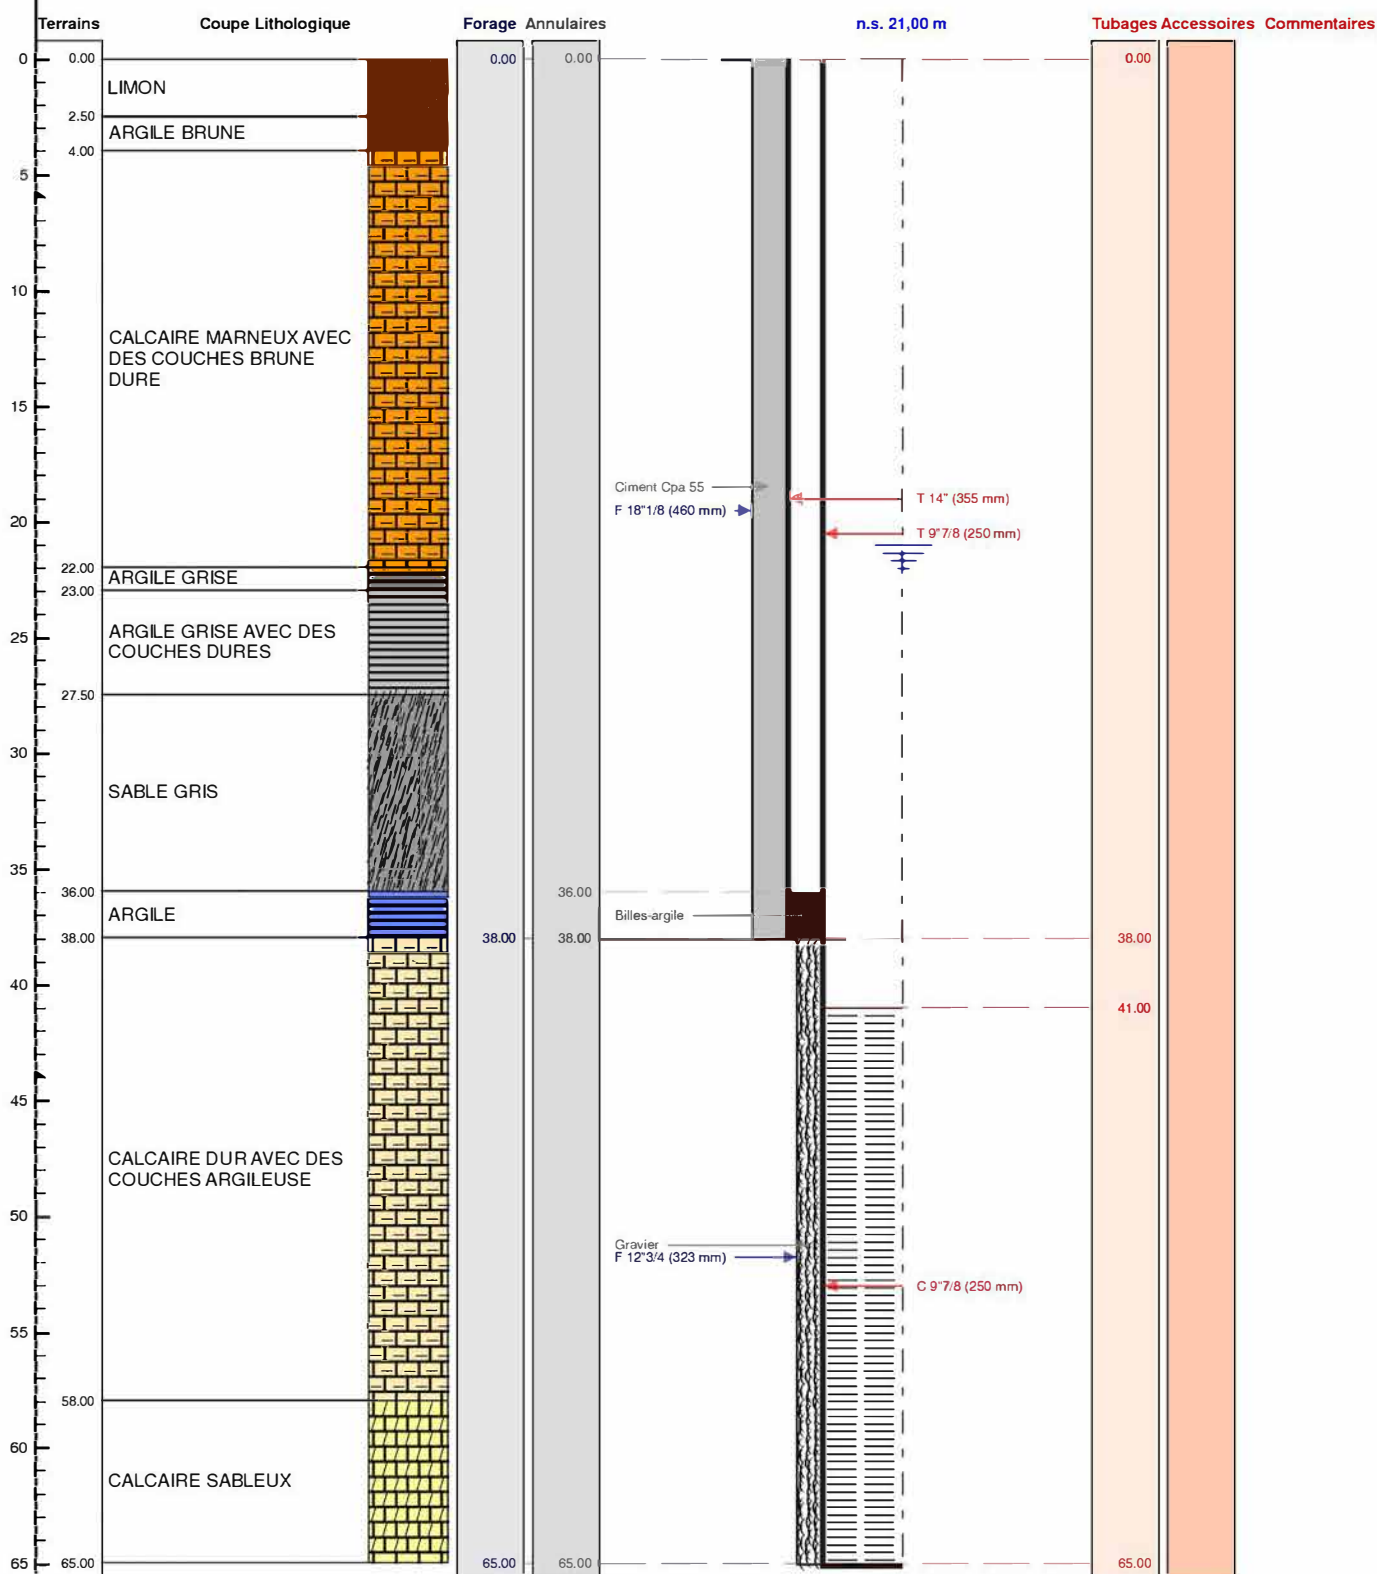 Terrains Coupe Lithologique Forage Annulaires n.s. 21,00 m Tubages Accessoires Commentaires
0 0.00 0.00 0.00 0.00
LIMON
2.50
ARGILE BRUNE
4.00
5
10
CALCAIRE MARNEUX AVEC
DES COUCHES BRUNE
DURE
15
Ciment Cpa 55
T 14" (355 mm)
F 18"1/8 (460 mm)
20
T 9"7/8 (250 mm)
22.00
ARGILE GRISE
23.00
25
ARGILE GRISE AVEC DES
COUCHES DURES
27.50
30
SABLE GRIS
35
36.00 36.00
ARGILE
Billes-argile
38.00 38.00 38.00 38.00
40
41.00
45
CALCAIRE DUR AVEC DES
COUCHES ARGILEUSE
50
Gravier
F 12"3/4 (323 mm)
C 9"7/8 (250 mm)
55
58.00
60
CALCAIRE SABLEUX
65 65.00 65.00 65.00 65.00